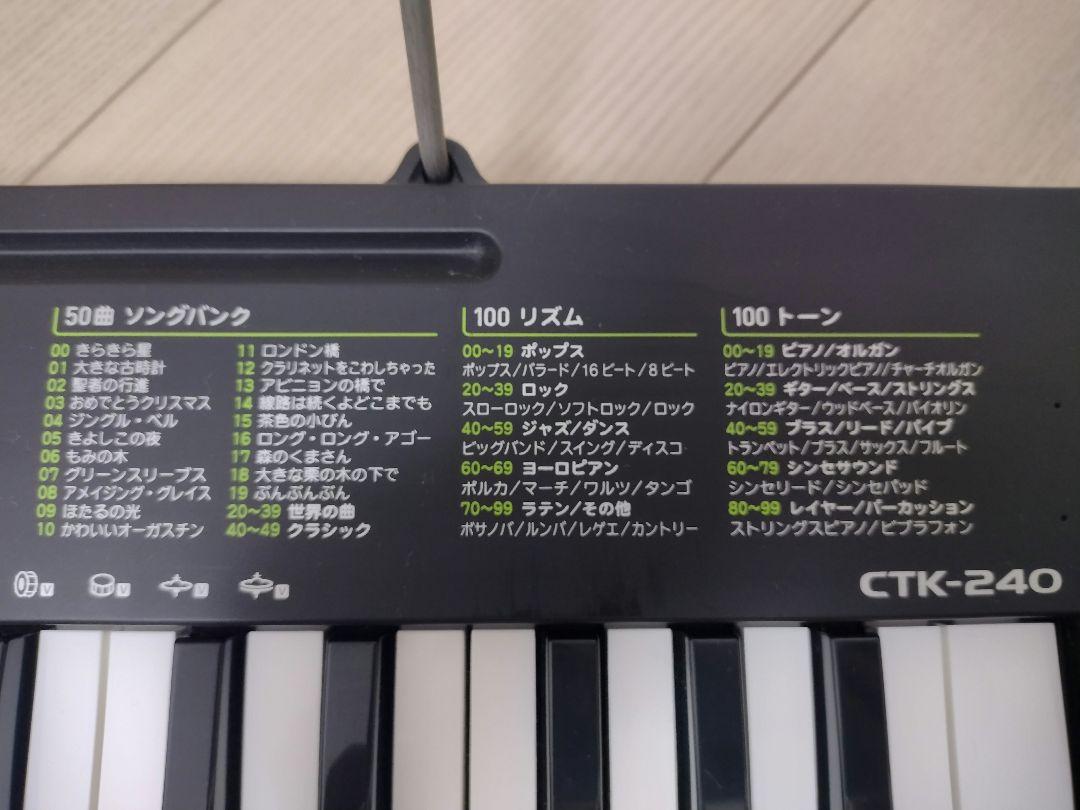 50曲 ソングバンク
00 きらきら星
01 大きな古時計
02 聖者の行進
03 おめでとうクリスマス
04 ジングル・ベル
05 きよしこの夜
06 もみの木
07 グリーンスリーブス
08 アメイジング・グレイス
09 ほたるの光
10 かわいいオーガスチン
11 ロンドン橋
12 クラリネットをこわしちゃった
13 アビニョンの橋で
14 線路は続くよどこまでも
15 茶色の小びん
16 ロング・ロング・アゴー
17 森のくまさん
18 大きな栗の木の下で
19 ぶんぶんぶん
20~39 世界の曲
40~49 クラシック
100 リズム
00~19 ポップス
ポップス/バラード/16ビート/8ビート
20~39 ロック
スローロック/ソフトロック/ロック
40~59 ジャズ/ダンス
ビッグバンド/スイング/ディスコ
60~69 ヨーロピアン
ポルカ/マーチ/ワルツ/タンゴ
70~99 ラテン/その他
ボサノバ/ルンバ/レゲエ/カントリー
100 トーン
00~19 ピアノ/オルガン
ピアノ/エレクトリックピアノ/チャーチオルガン
20~39 ギター/ベース/ストリングス
ナイロンギター/ウッドベース/バイオリン
40~59 ブラス/リード/パイプ
トランペット/ブラス/サックス/フルート
60~79 シンセサウンド
シンセリード/シンセパッド
80~99 レイヤー/パーカッション
ストリングスピアノ/ビブラフォン
V V V V
CTK-240